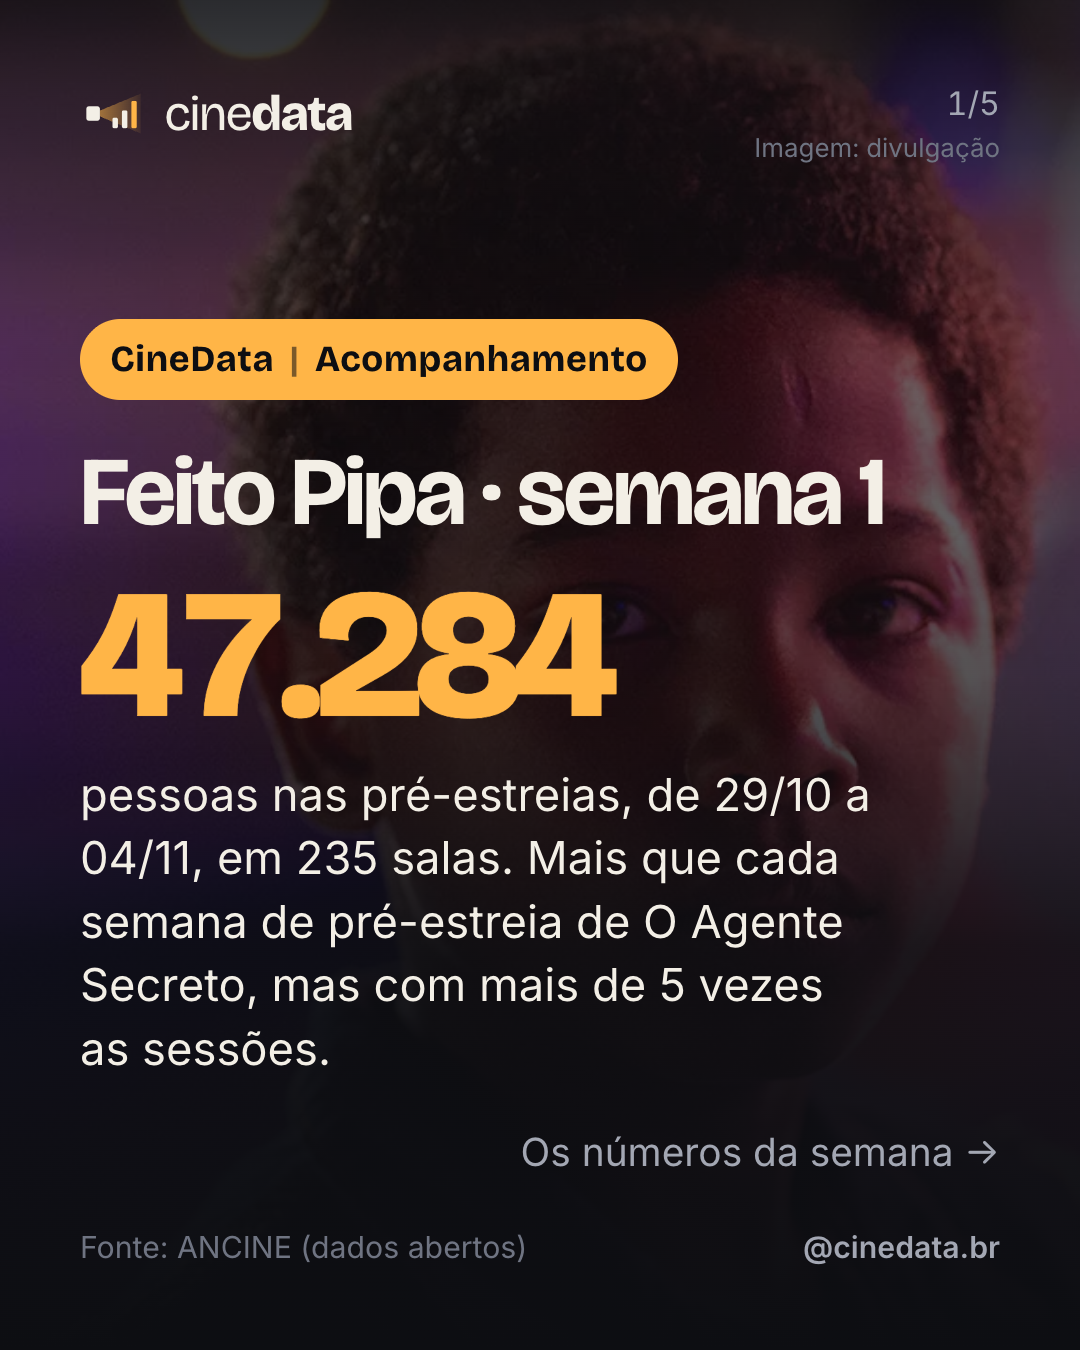 cinedata
1/5
Imagem: divulgação
CineData | Acompanhamento
Feito Pipa · semana 1
47.284
pessoas nas pré-estreias, de 29/10 a
04/11, em 235 salas. Mais que cada
semana de pré-estreia de O Agente
Secreto, mas com mais de 5 vezes
as sessões.
Os números da semana →
Fonte: ANCINE (dados abertos)
@cinedata.br